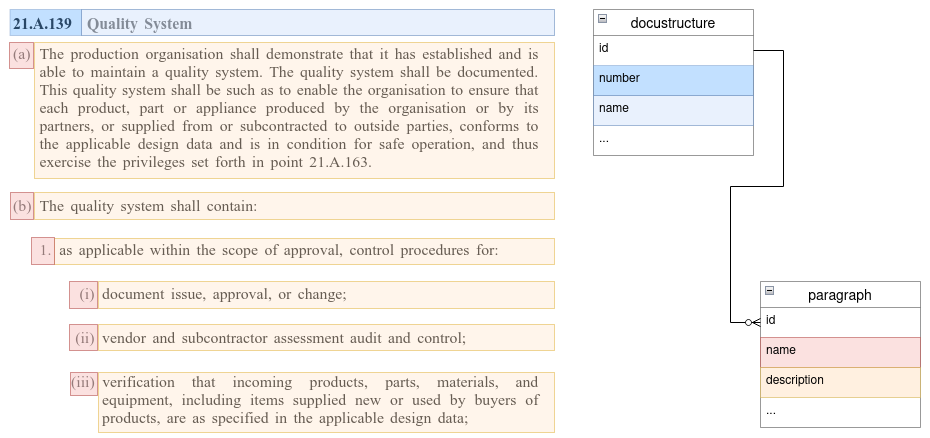 21.A.139 Quality System
(a) The production organisation shall demonstrate that it has established and is
able to maintain a quality system. The quality system shall be documented.
This quality system shall be such as to enable the organisation to ensure that
each product, part or appliance produced by the organisation or by its
partners, or supplied from or subcontracted to outside parties, conforms to
the applicable design data and is in condition for safe operation, and thus
exercise the privileges set forth in point 21.A.163.
(b) The quality system shall contain:
1. as applicable within the scope of approval, control procedures for:
(i) document issue, approval, or change;
(ii) vendor and subcontractor assessment audit and control;
(iii) verification that incoming products, parts, materials, and
equipment, including items supplied new or used by buyers of
products, are as specified in the applicable design data;
docustructure
id
number
name
...
paragraph
id
name
description
...